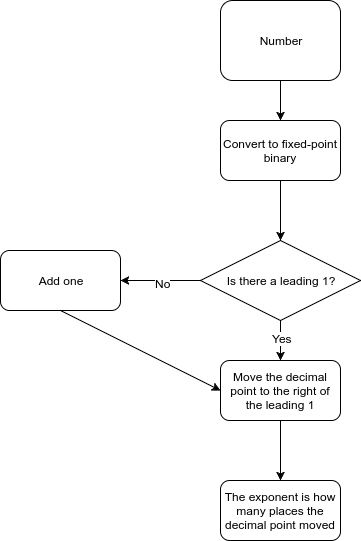 Number
Convert to fixed-point
binary
Is there a leading 1?
Add one
No
Yes
Move the decimal
point to the right of
the leading 1
The exponent is how
many places the
decimal point moved